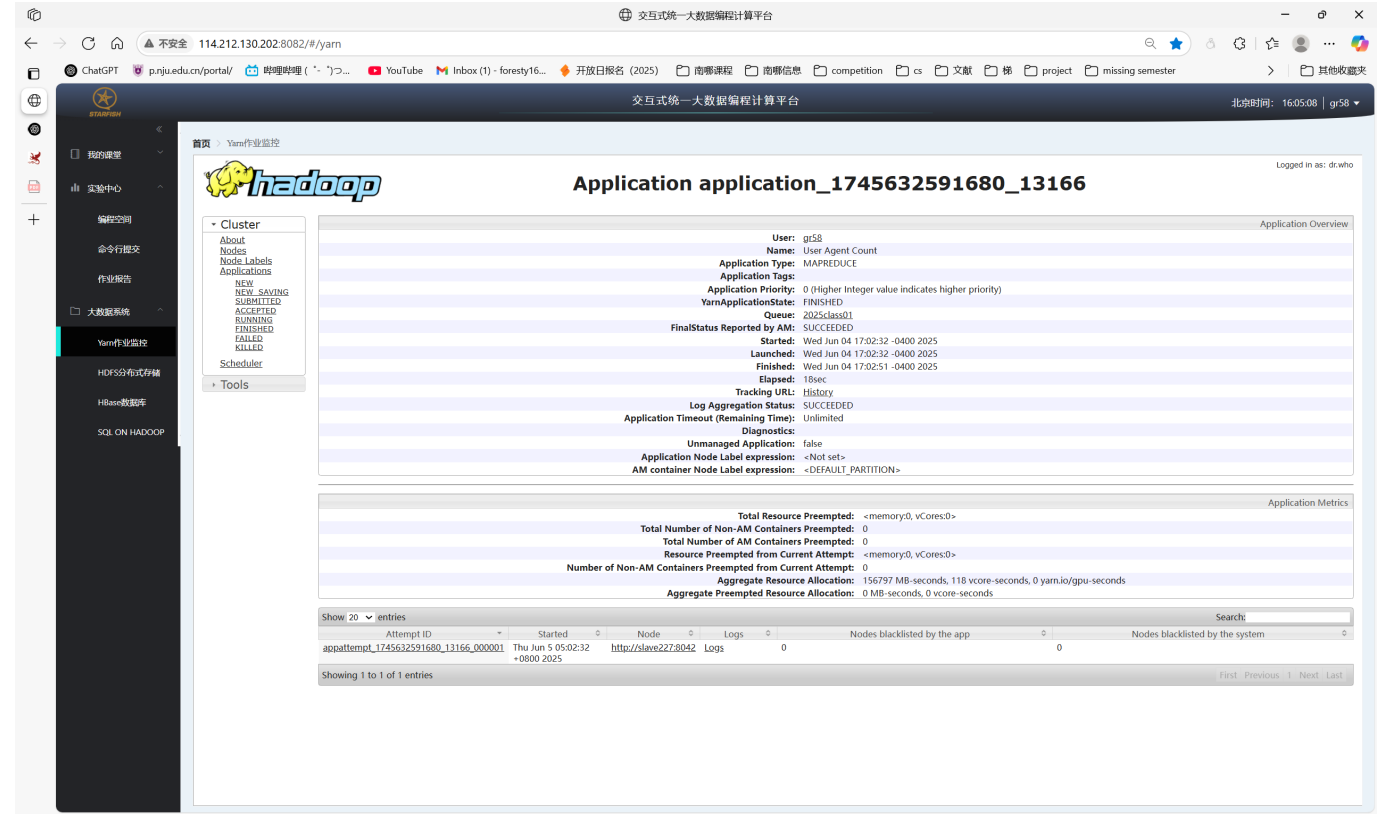 交互式统一大数据编程计算平台
不安全 114.212.130.202:8082/#/yarn
ChatGPT p.nju.edu.cn/portal/ 哔哩哔哩 ( ゜- ゜)つ... YouTube Inbox (1) - foresty16... 开放日报名 (2025) 南哪课程 南哪信息 competition cs 文献 梯 project missing semester 其他收藏夹
STARFISH 交互式统一大数据编程计算平台 北京时间: 16:05:08 | gr58
我的课堂
实验中心
编程空间
命令行提交
作业报告
大数据系统
Yarn作业监控
HDFS分布式存储
HBase数据库
SQL ON HADOOP
首页 > Yarn作业监控
Logged in as: dr.who
hadoop
Application application_1745632591680_13166
Cluster
About
Nodes
Node Labels
Applications
NEW
NEW_SAVING
SUBMITTED
ACCEPTED
RUNNING
FINISHED
FAILED
KILLED
Scheduler
Tools
Application Overview
User: gr58
Name: User Agent Count
Application Type: MAPREDUCE
Application Tags:
Application Priority: 0 (Higher Integer value indicates higher priority)
YarnApplicationState: FINISHED
Queue: 2025class01
FinalStatus Reported by AM: SUCCEEDED
Started: Wed Jun 04 17:02:32 -0400 2025
Launched: Wed Jun 04 17:02:32 -0400 2025
Finished: Wed Jun 04 17:02:51 -0400 2025
Elapsed: 18sec
Tracking URL: History
Log Aggregation Status: SUCCEEDED
Application Timeout (Remaining Time): Unlimited
Diagnostics:
Unmanaged Application: false
Application Node Label expression: <Not set>
AM container Node Label expression: <DEFAULT_PARTITION>
Application Metrics
Total Resource Preempted: <memory:0, vCores:0>
Total Number of Non-AM Containers Preempted: 0
Total Number of AM Containers Preempted: 0
Resource Preempted from Current Attempt: <memory:0, vCores:0>
Number of Non-AM Containers Preempted from Current Attempt: 0
Aggregate Resource Allocation: 156797 MB-seconds, 118 vcore-seconds, 0 yarn.io/gpu-seconds
Aggregate Preempted Resource Allocation: 0 MB-seconds, 0 vcore-seconds
Show 20 entries Search:
Attempt ID Started Node Logs Nodes blacklisted by the app Nodes blacklisted by the system
appattempt_1745632591680_13166_000001 Thu Jun 5 05:02:32 http://slave227:8042 Logs 0 0
+0800 2025
Showing 1 to 1 of 1 entries First Previous 1 Next Last